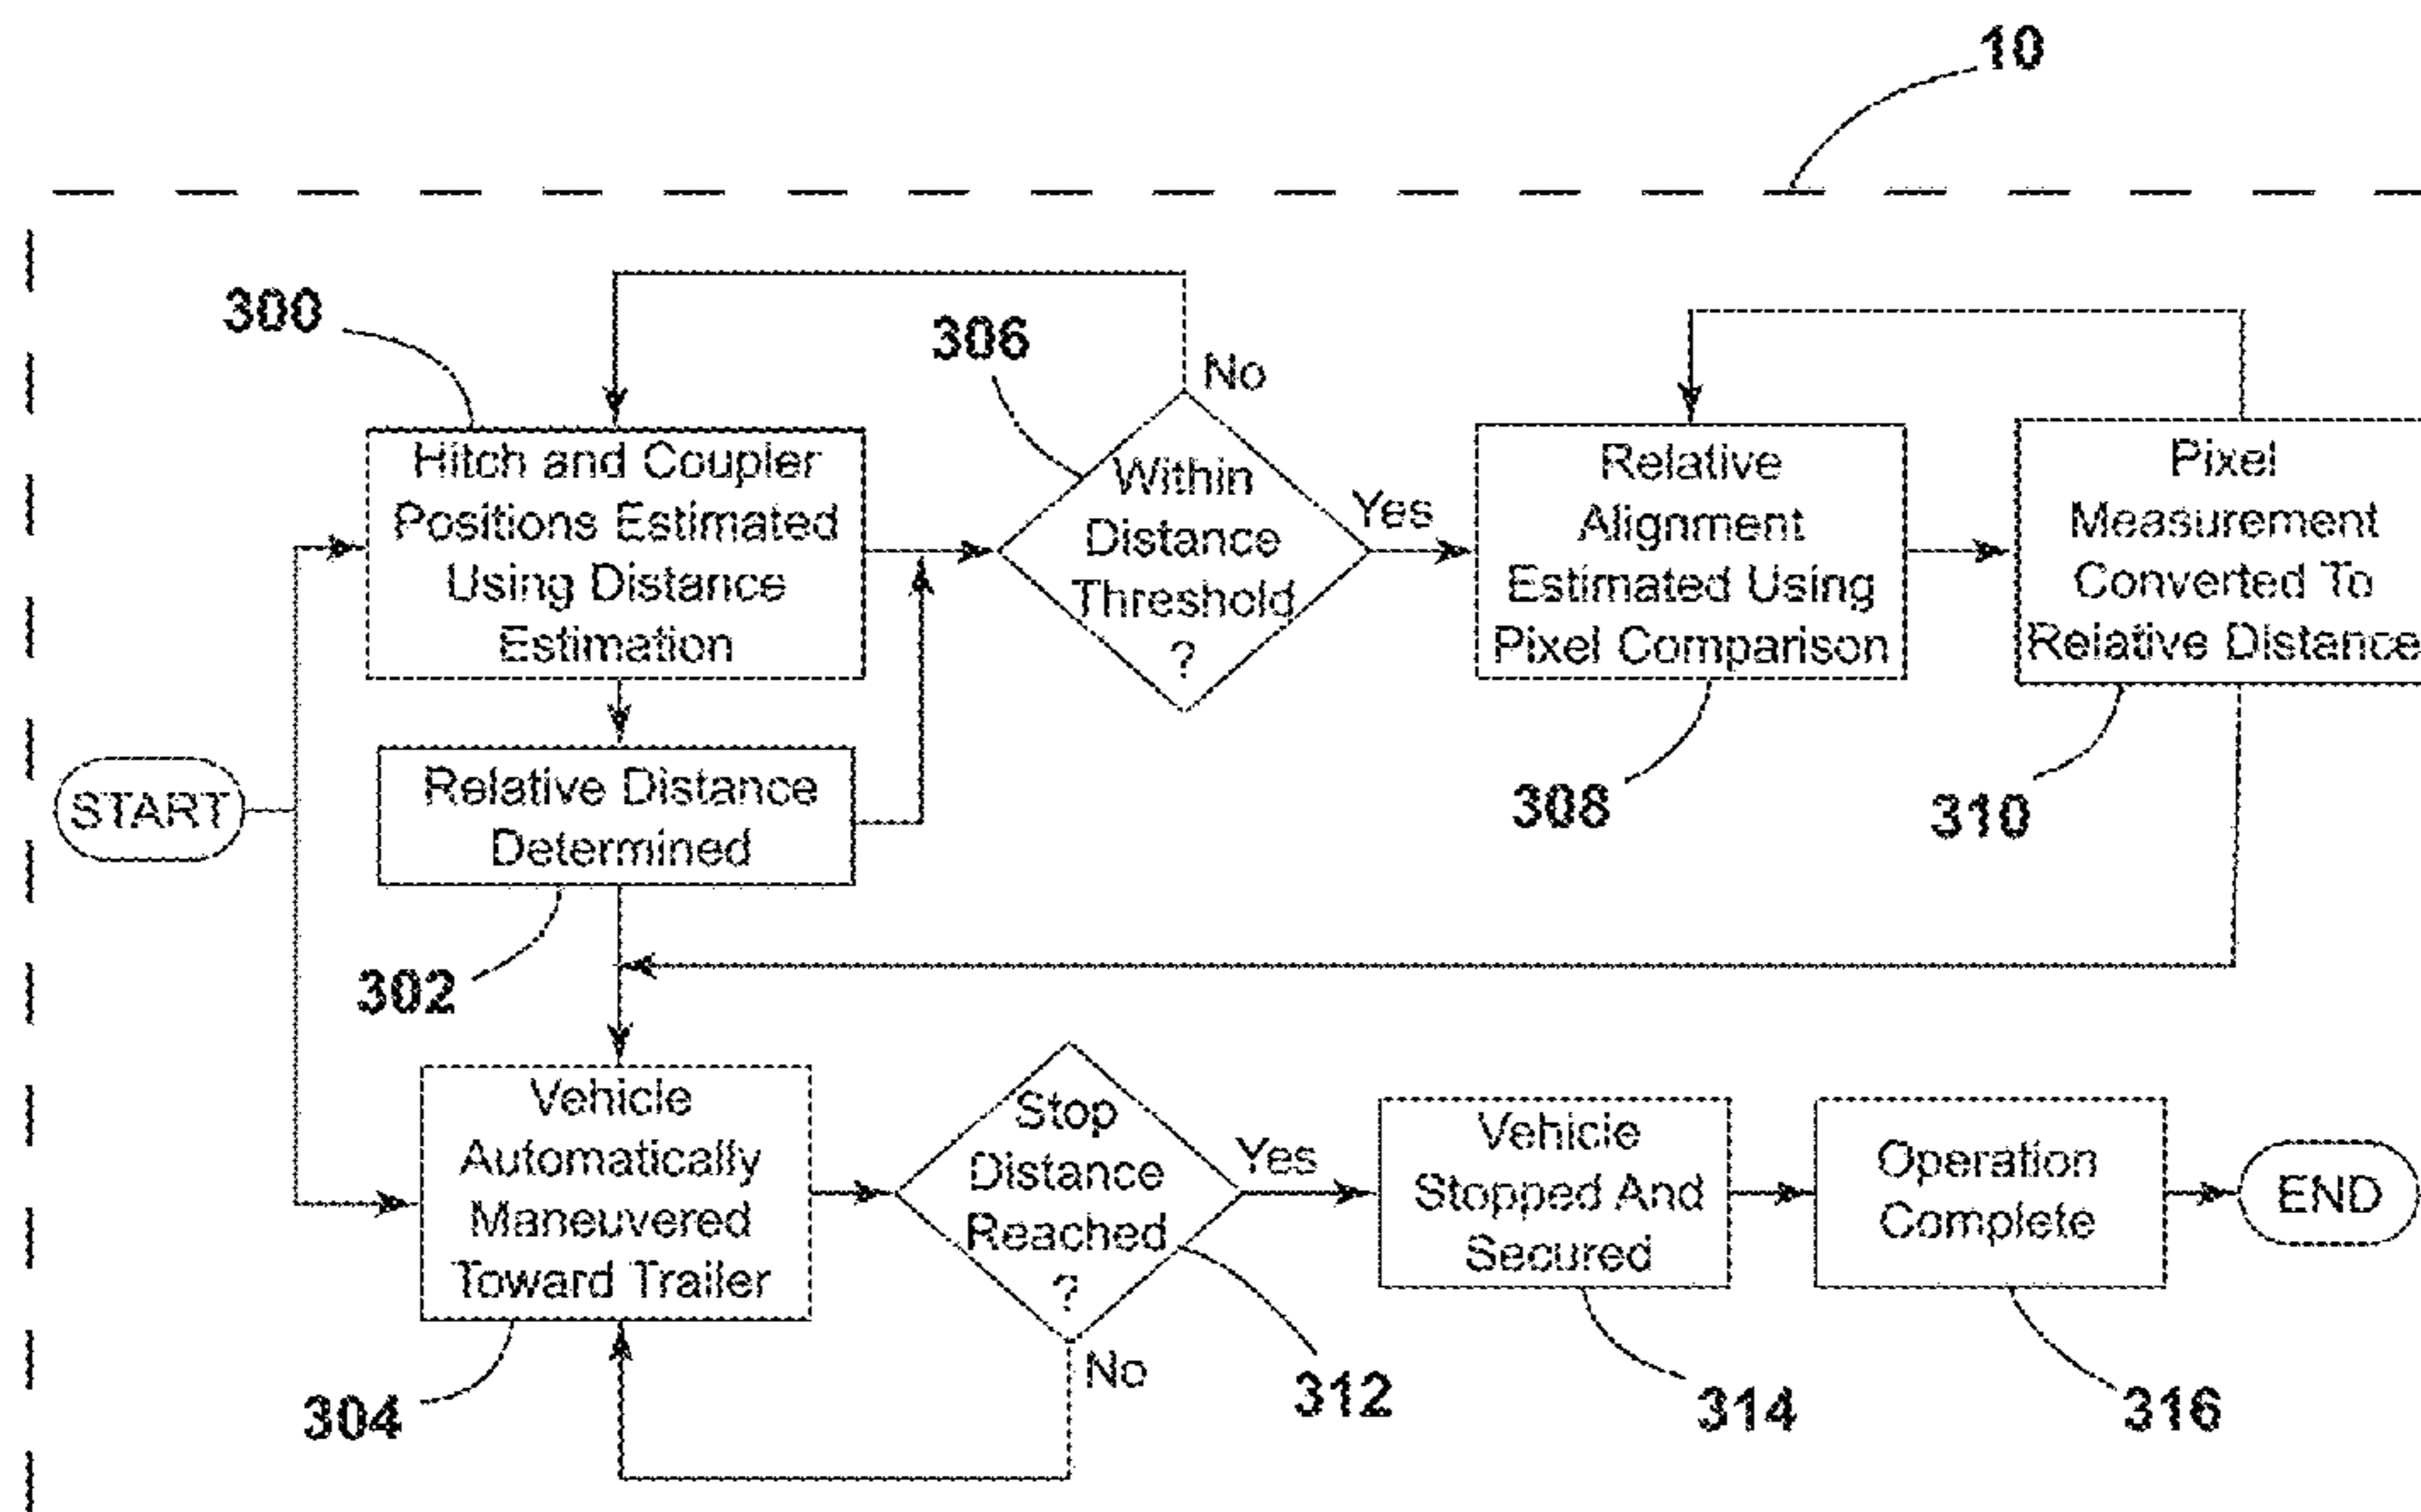 10
300
306
No
Hitch and Coupler
Positions Estimated
Using Distance
Estimation
Within
Distance
Threshold
?
Yes
Relative
Alignment
Estimated Using
Pixel Comparison
Pixel
Measurement
Converted To
Relative Distance
START
Relative Distance
Determined
308
310
302
Vehicle
Automatically
Maneuvered
Toward Trailer
Stop
Distance
Reached
?
Yes
Vehicle
Stopped And
Secured
Operation
Complete
END
No
304
312
314
316